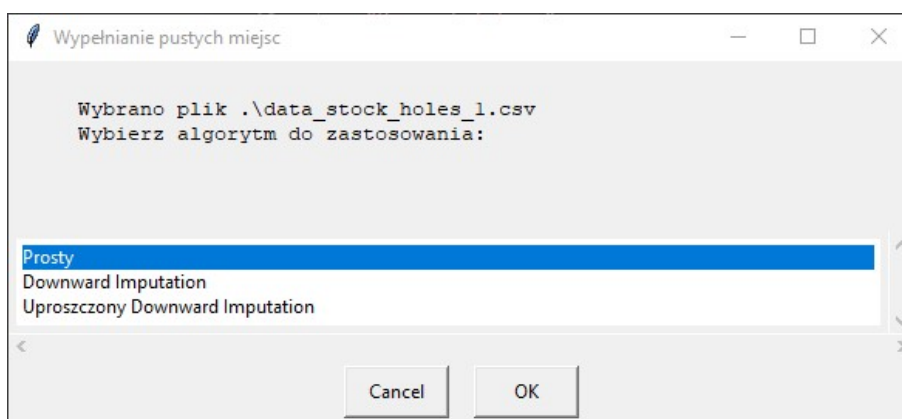 Wypełnianie pustych miejsc
Wybrano plik .\data_stock_holes_1.csv
Wybierz algorytm do zastosowania:
Prosty
Downward Imputation
Uproszczony Downward Imputation
Cancel
OK